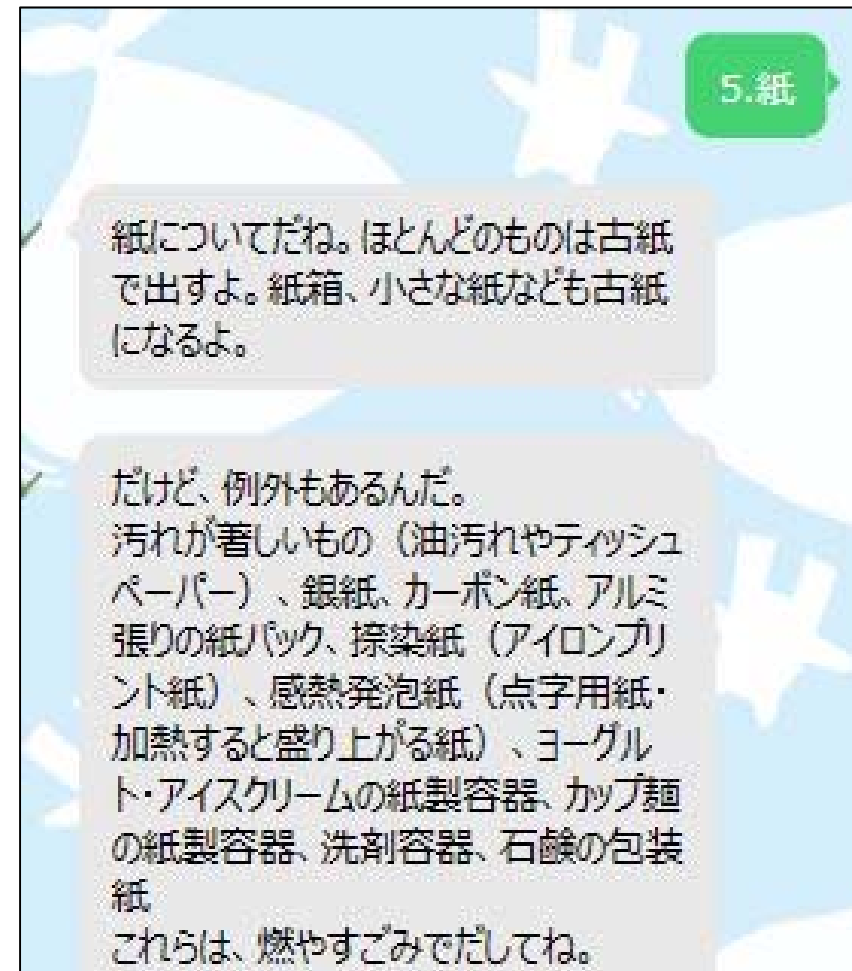 5.紙
紙についてだね。ほとんどのものは古紙
で出すよ。紙箱、小さな紙なども古紙
になるよ。
だけど、例外もあるんだ。
汚れが著しいもの（油汚れやティッシュ
ペーパー）、銀紙、カーボン紙、アルミ
張りの紙パック、捺染紙（アイロンプリ
ント紙）、感熱発泡紙（点字用紙・
加熱すると盛り上がる紙）、ヨーグル
ト・アイスクリームの紙製容器、カップ麺
の紙製容器、洗剤容器、石鹸の包装
紙
これらは、燃やすごみでだしてね。